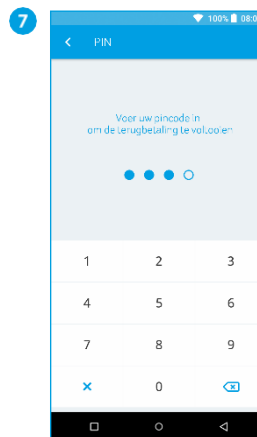 7
100% 08:0
PIN
Voer uw pincode in
om de terugbetaling te voltooien
1 2 3
4 5 6
7 8 9
0